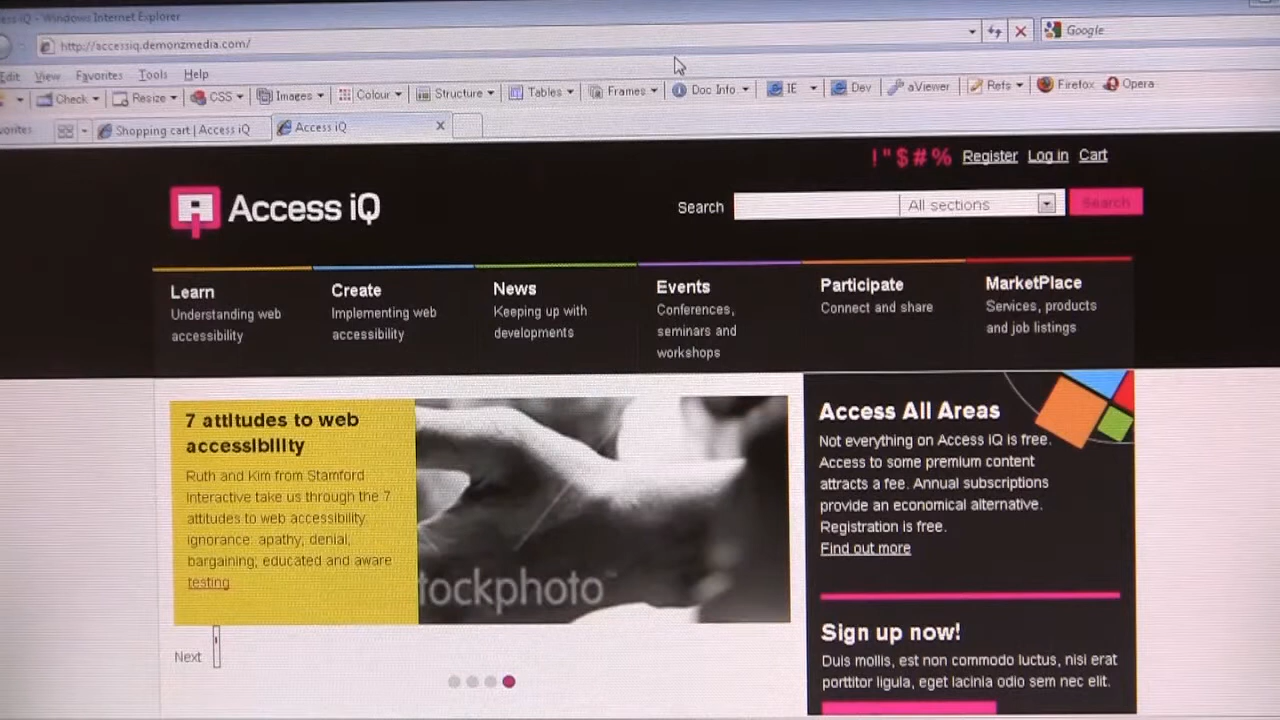 ess iQ - Windows Internet Explorer
http://accessiq.demonzmedia.com/
Google
Edit View Favorites Tools Help
Check Resize CSS Images Colour Structure Tables Frames Doc Info IE Dev aViewer Refs Firefox Opera
vorites Shopping cart | Access iQ Access iQ
!"$#% Register Log in Cart
Access iQ
Search All sections Search
Learn
Understanding web
accessibility
Create
Implementing web
accessibility
News
Keeping up with
developments
Events
Conferences,
seminars and
workshops
Participate
Connect and share
MarketPlace
Services, products
and job listings
7 attitudes to web
accessibility
Ruth and Kim from Stamford
Interactive take us through the 7
attitudes to web accessibility:
ignorance: apathy; denial,
bargaining; educated and aware
testing
tockphoto
Next
Access All Areas
Not everything on Access iQ is free.
Access to some premium content
attracts a fee. Annual subscriptions
provide an economical alternative.
Registration is free.
Find out more
Sign up now!
Duis mollis, est non commodo luctus, nisi erat
porttitor ligula, eget lacinia odio sem nec elit.